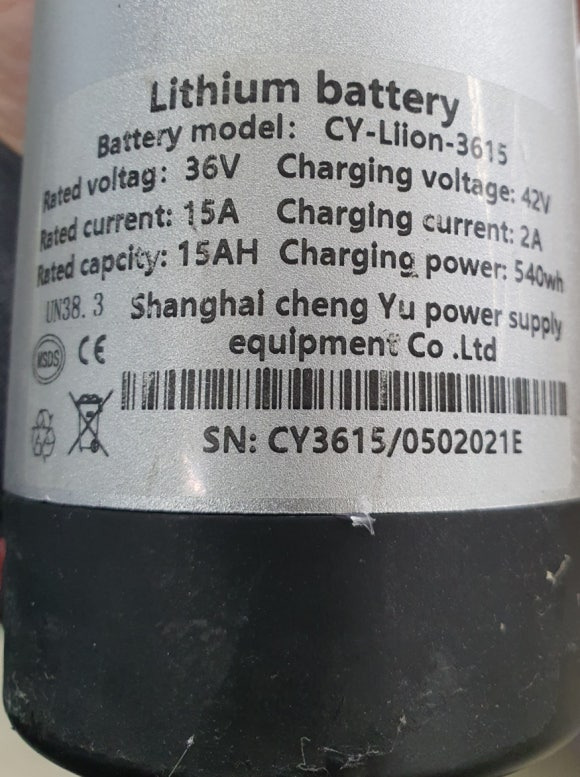 Lithium battery
Battery model: CY-Liion-3615
Rated voltag: 36V Charging voltage: 42V
Rated current: 15A Charging current: 2A
Rated capcity: 15AH Charging power: 540wh
UN38.3 Shanghai cheng Yu power supply
equipment Co .Ltd
MSDS CE
SN: CY3615/0502021E